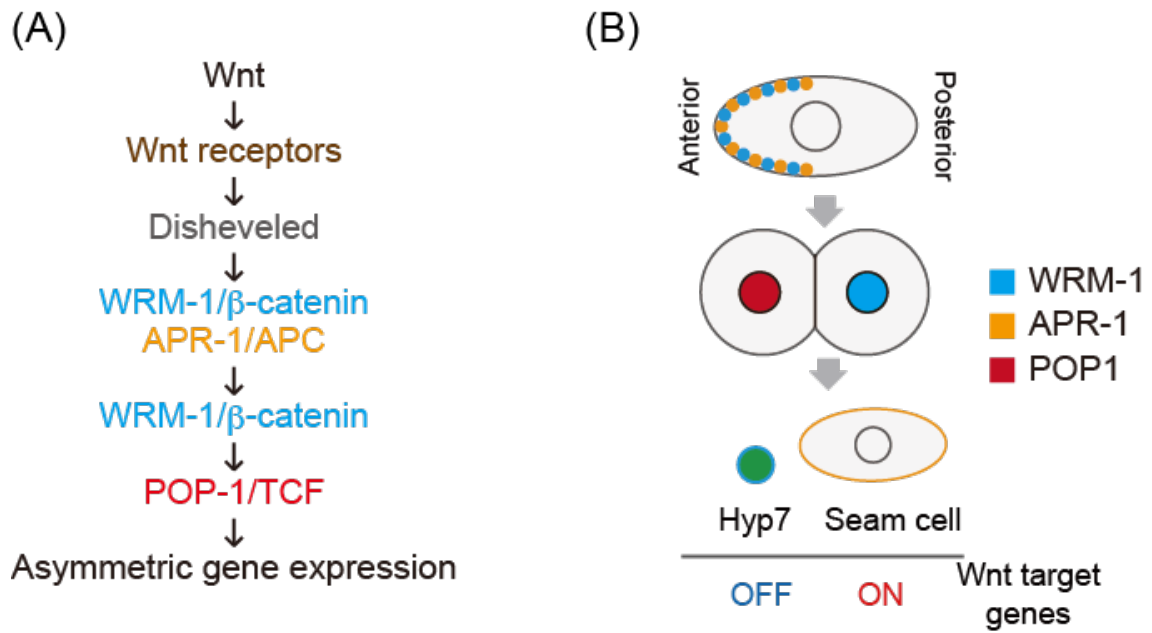 (A)
Wnt
↓
Wnt receptors
↓
Disheveled
↓
WRM-1/β-catenin
APR-1/APC
↓
WRM-1/β-catenin
↓
POP-1/TCF
↓
Asymmetric gene expression
(B)
Anterior
Posterior
WRM-1
APR-1
POP1
Hyp7 Seam cell
OFF ON
Wnt target
genes